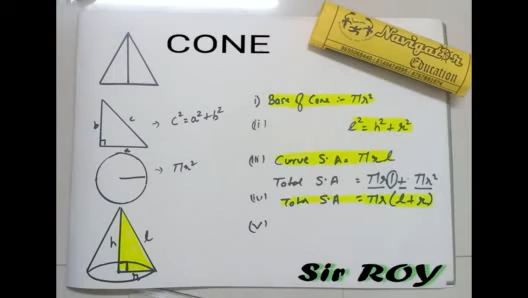 CONE
Navigator
Education
b
c
a
→ c² = a² + b²
→ πr²
h
l
r
i) Base of Cone :- πr²
(ii) l² = h² + r²
(iii) Curve S.A = πrl
Total S.A = πrl + πr²
(iv) Total S.A = πr(l+r)
(v)
Sir ROY